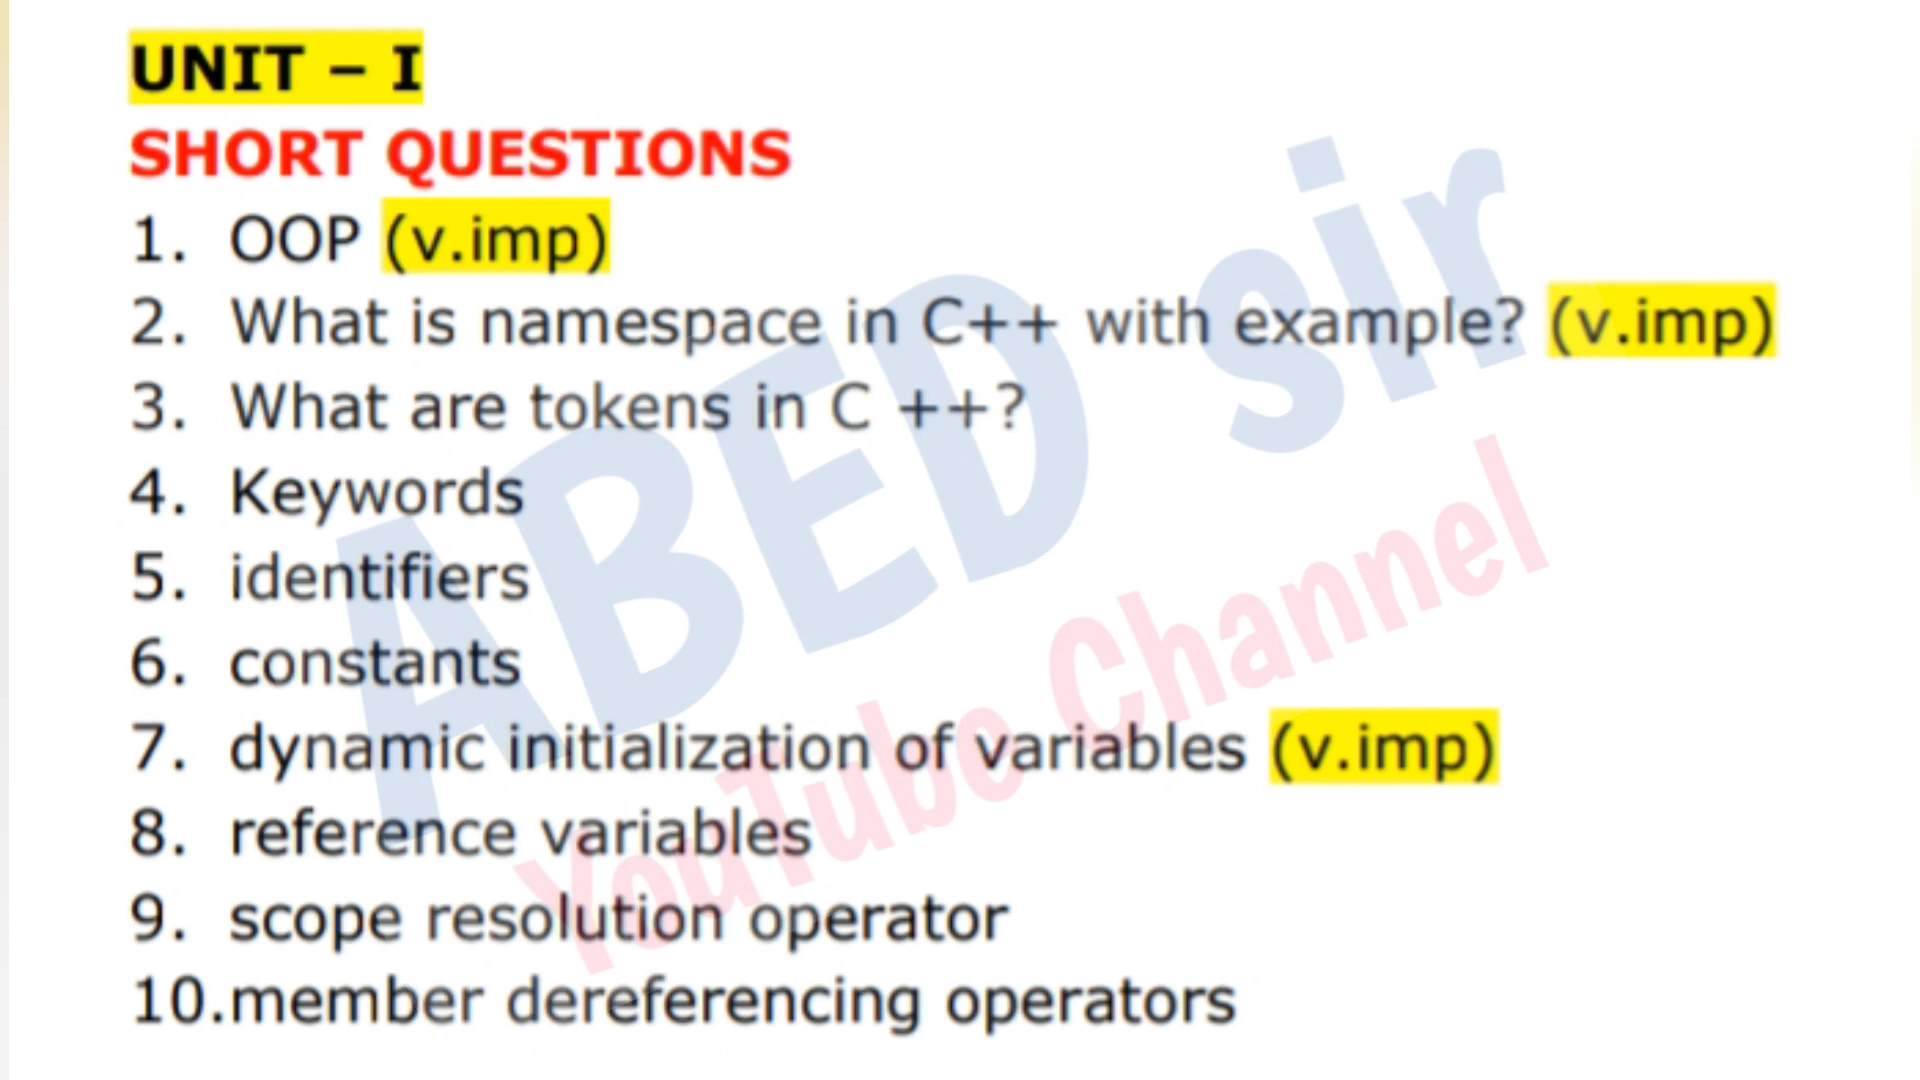 UNIT – I
SHORT QUESTIONS
1. OOP (v.imp)
2. What is namespace in C++ with example? (v.imp)
3. What are tokens in C ++?
4. Keywords
5. identifiers
6. constants
7. dynamic initialization of variables (v.imp)
8. reference variables
9. scope resolution operator
10.member dereferencing operators
ABED sir
YouTube Channel